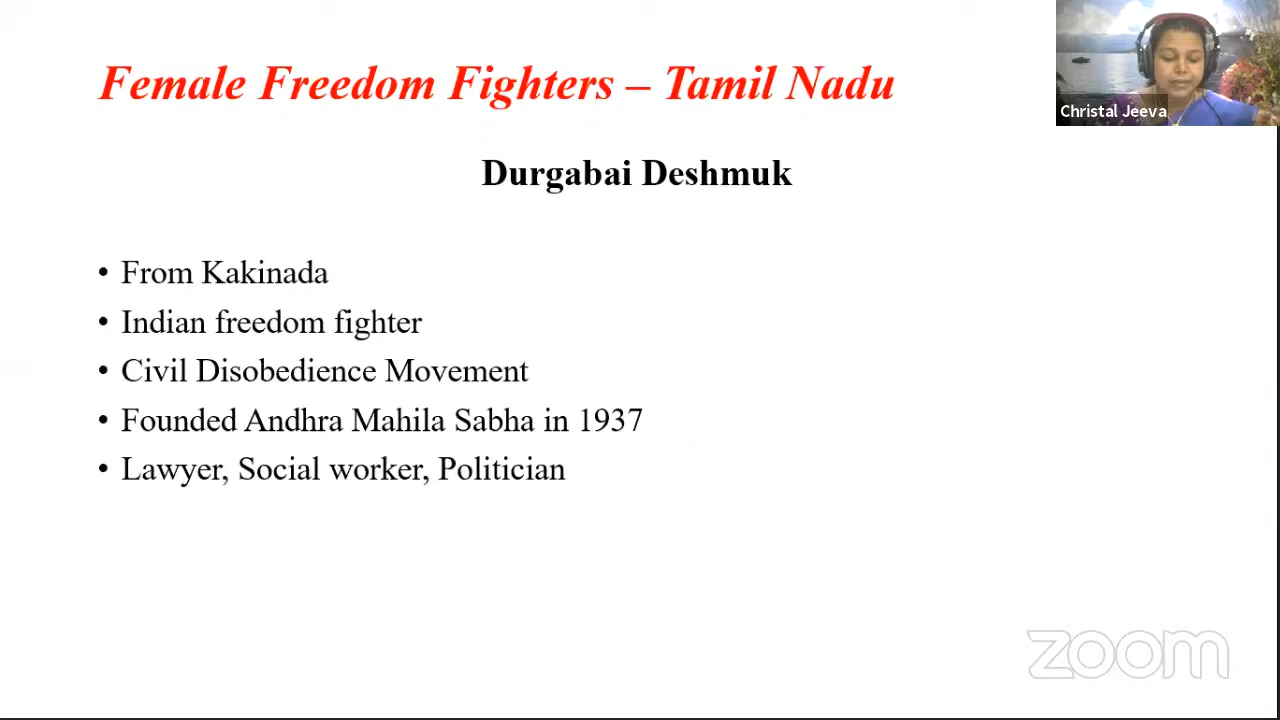 Female Freedom Fighters – Tamil Nadu
Christal Jeeva
Durgabai Deshmuk
• From Kakinada
• Indian freedom fighter
• Civil Disobedience Movement
• Founded Andhra Mahila Sabha in 1937
• Lawyer, Social worker, Politician
zoom